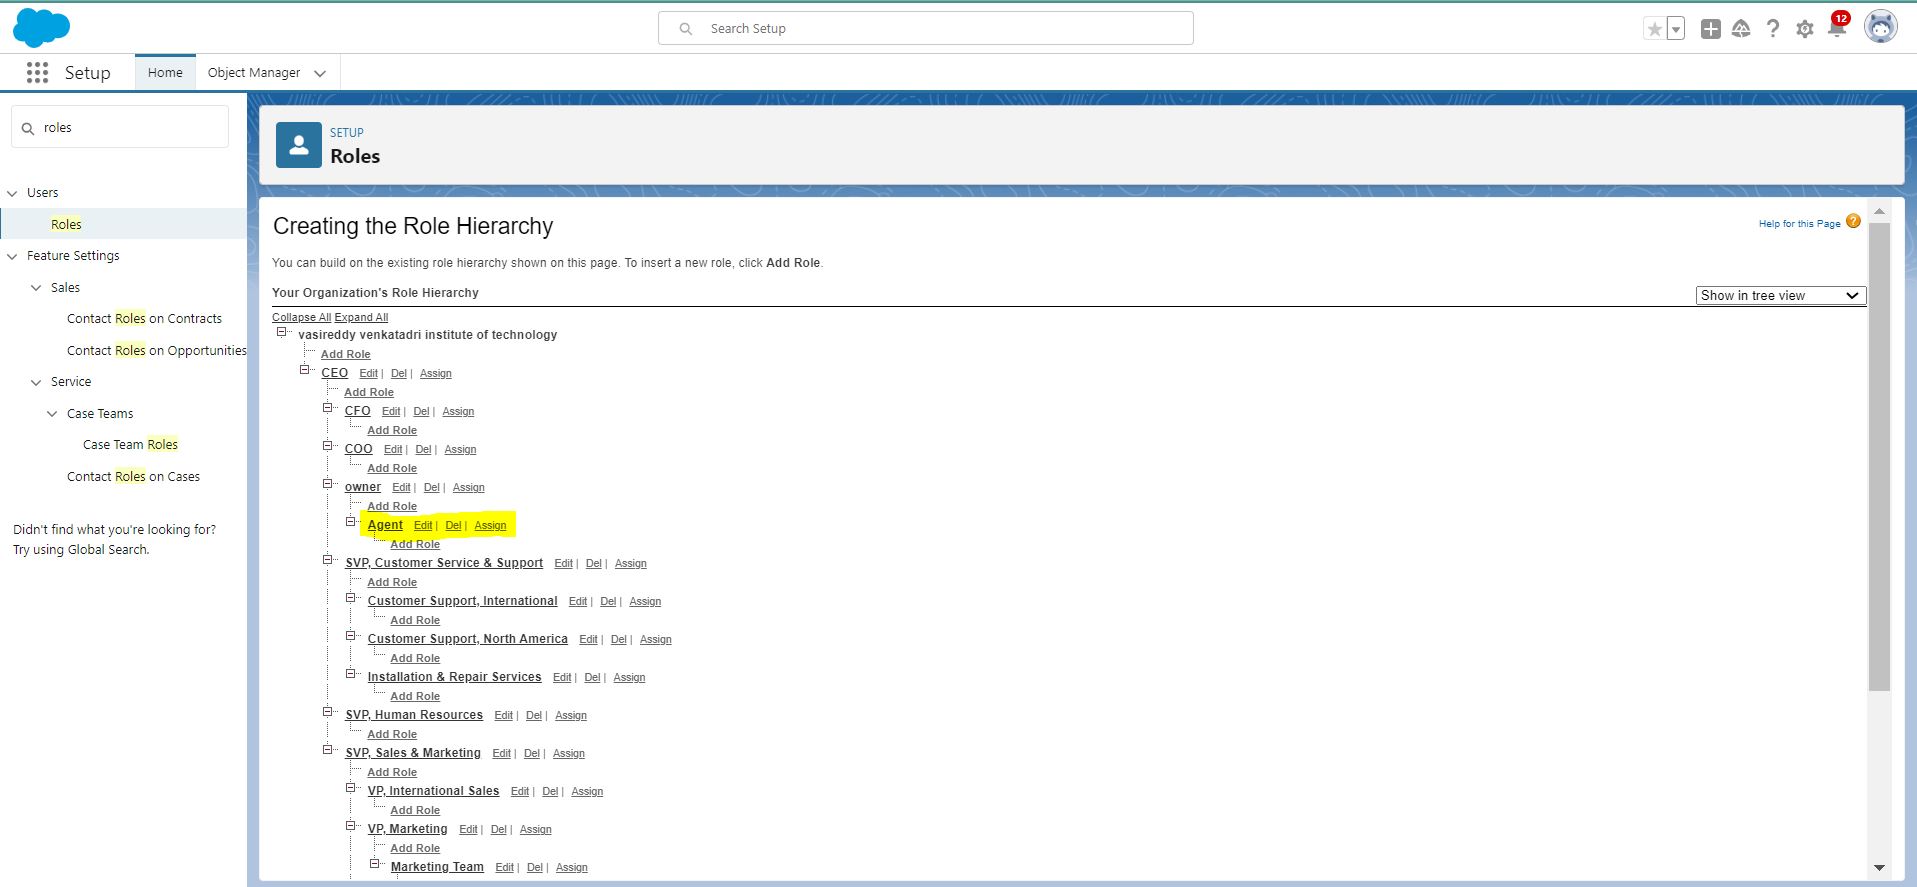 Search Setup
12
Setup
Home
Object Manager
roles
Users
Roles
Feature Settings
Sales
Contact Roles on Contracts
Contact Roles on Opportunities
Service
Case Teams
Case Team Roles
Contact Roles on Cases
Didn't find what you're looking for?
Try using Global Search.
SETUP
Roles
Creating the Role Hierarchy
Help for this Page ?
You can build on the existing role hierarchy shown on this page. To insert a new role, click Add Role.
Your Organization's Role Hierarchy
Show in tree view
Collapse All Expand All
vasireddy venkatadri institute of technology
Add Role
CEO Edit | Del | Assign
Add Role
CFO Edit | Del | Assign
Add Role
COO Edit | Del | Assign
Add Role
owner Edit | Del | Assign
Add Role
Agent Edit | Del | Assign
Add Role
SVP, Customer Service & Support Edit | Del | Assign
Add Role
Customer Support, International Edit | Del | Assign
Add Role
Customer Support, North America Edit | Del | Assign
Add Role
Installation & Repair Services Edit | Del | Assign
Add Role
SVP, Human Resources Edit | Del | Assign
Add Role
SVP, Sales & Marketing Edit | Del | Assign
Add Role
VP, International Sales Edit | Del | Assign
Add Role
VP, Marketing Edit | Del | Assign
Add Role
Marketing Team Edit | Del | Assign